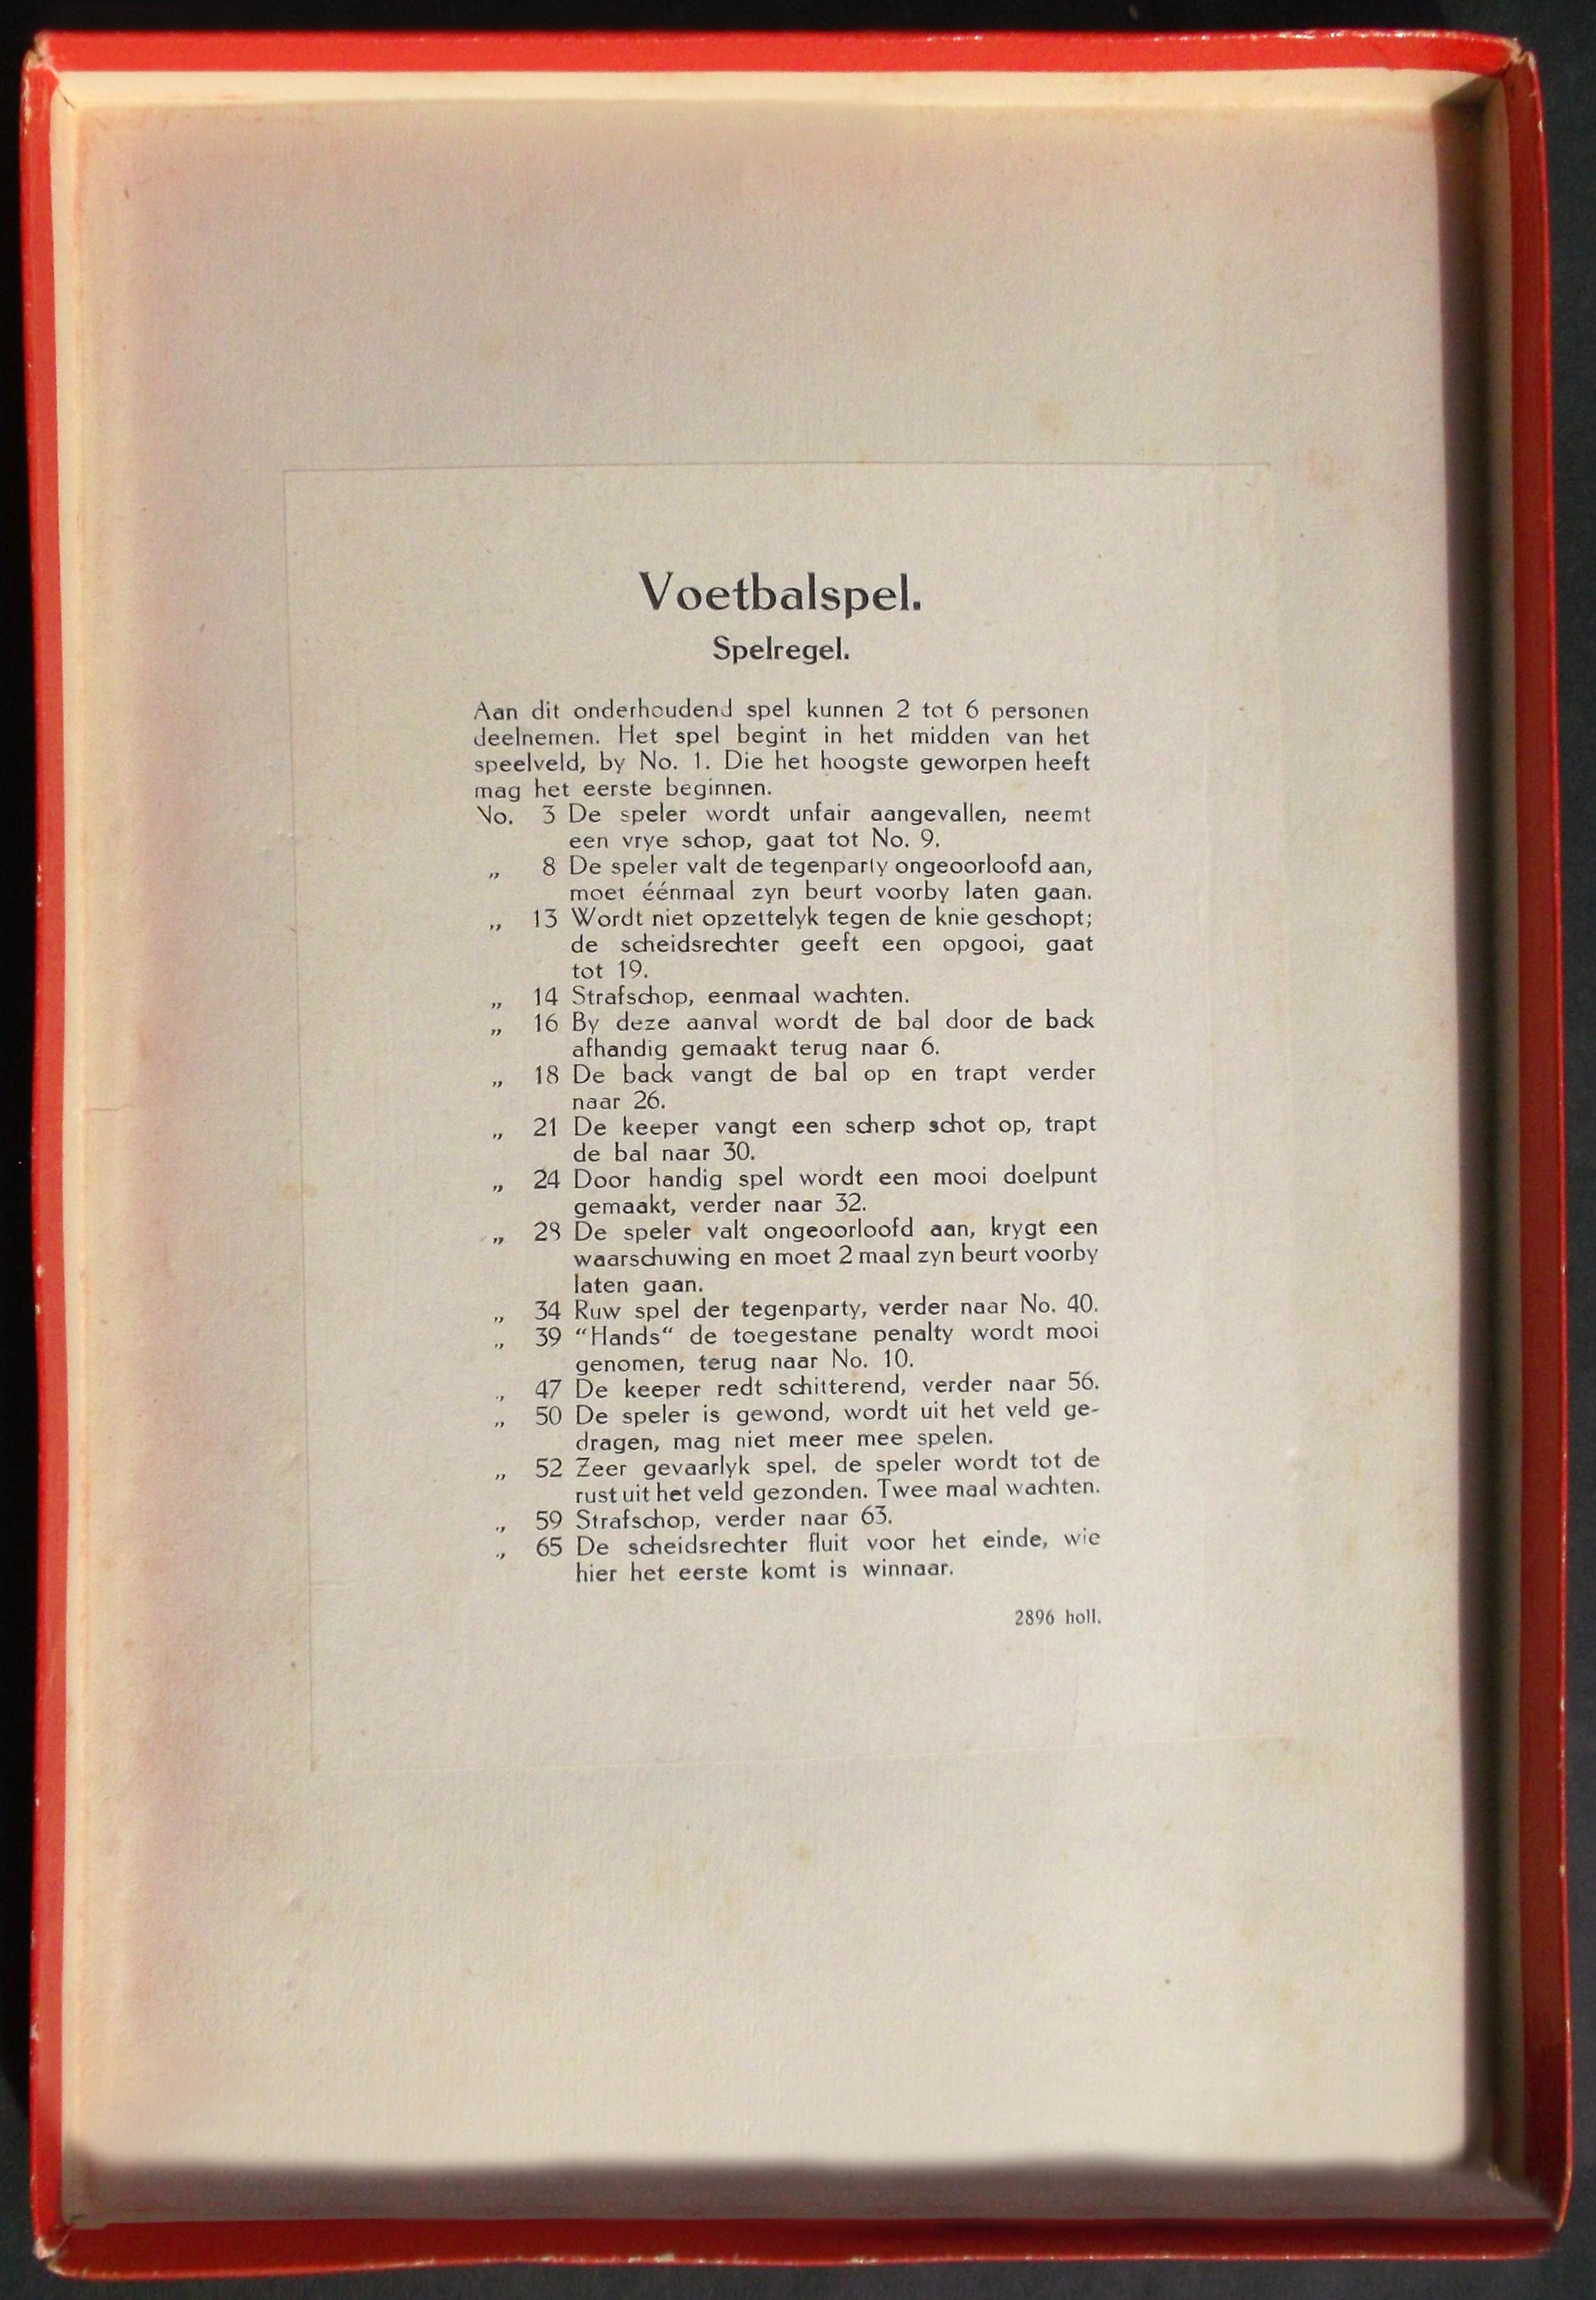 Voetbalspel.
Spelregel.
Aan dit onderhoudend spel kunnen 2 tot 6 personen
deelnemen. Het spel begint in het midden van het
speelveld, by No. 1. Die het hoogste geworpen heeft
mag het eerste beginnen.
No. 3 De speler wordt unfair aangevallen, neemt
een vrye schop, gaat tot No. 9.
„ 8 De speler valt de tegenparty ongeoorloofd aan,
moet éénmaal zyn beurt voorby laten gaan.
„ 13 Wordt niet opzettelyk tegen de knie geschopt;
de scheidsrechter geeft een opgooi, gaat
tot 19.
„ 14 Strafschop, eenmaal wachten.
„ 16 By deze aanval wordt de bal door de back
afhandig gemaakt terug naar 6.
„ 18 De back vangt de bal op en trapt verder
naar 26.
„ 21 De keeper vangt een scherp schot op, trapt
de bal naar 30.
„ 24 Door handig spel wordt een mooi doelpunt
gemaakt, verder naar 32.
„ 28 De speler valt ongeoorloofd aan, krygt een
waarschuwing en moet 2 maal zyn beurt voorby
laten gaan.
„ 34 Ruw spel der tegenparty, verder naar No. 40.
„ 39 “Hands“ de toegestane penalty wordt mooi
genomen, terug naar No. 10.
„ 47 De keeper redt schitterend, verder naar 56.
„ 50 De speler is gewond, wordt uit het veld ge-
dragen, mag niet meer mee spelen.
„ 52 Zeer gevaarlyk spel, de speler wordt tot de
rust uit het veld gezonden. Twee maal wachten.
„ 59 Strafschop, verder naar 63.
„ 65 De scheidsrechter fluit voor het einde, wie
hier het eerste komt is winnaar.
2896 holl.